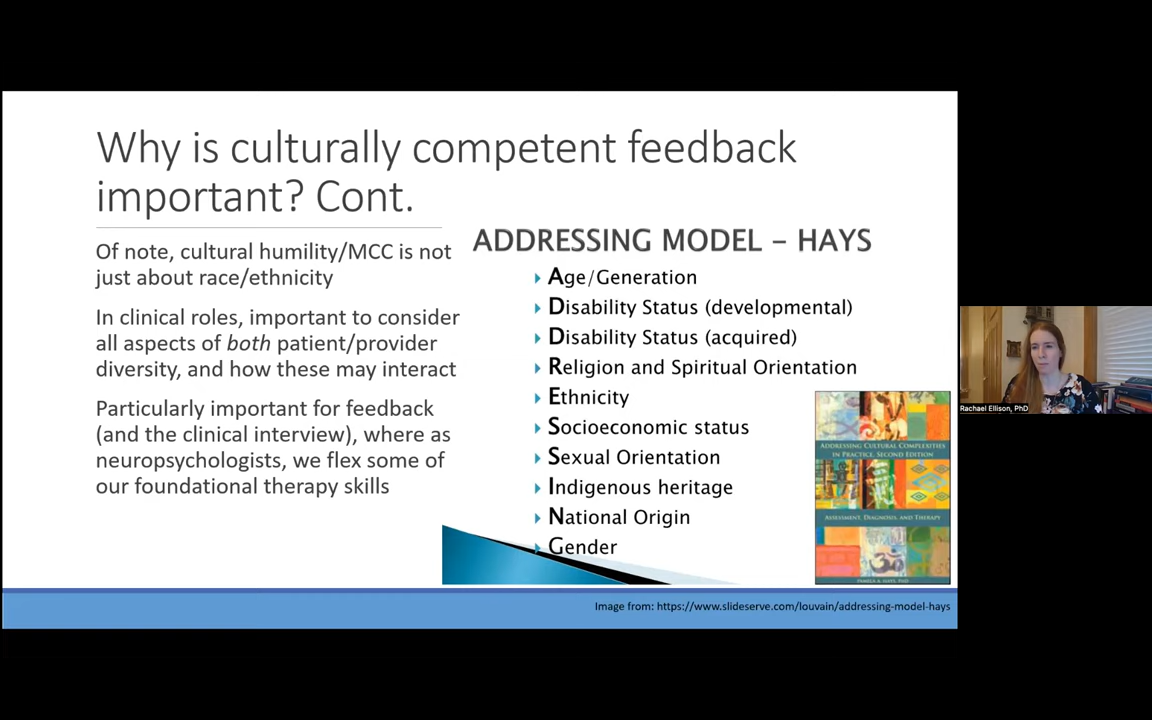 Why is culturally competent feedback
important? Cont.
Of note, cultural humility/MCC is not
just about race/ethnicity
In clinical roles, important to consider
all aspects of both patient/provider
diversity, and how these may interact
Particularly important for feedback
(and the clinical interview), where as
neuropsychologists, we flex some of
our foundational therapy skills
ADDRESSING MODEL – HAYS
Age/Generation
Disability Status (developmental)
Disability Status (acquired)
Religion and Spiritual Orientation
Ethnicity
Socioeconomic status
Sexual Orientation
Indigenous heritage
National Origin
Gender
ADDRESSING CULTURAL COMPLEXITIES
IN PRACTICE, SECOND EDITION
ASSESSMENT, DIAGNOSIS, AND THERAPY
PAMELA A. HAYS, PHD
Image from: https://www.slideserve.com/louvain/addressing-model-hays
Rachael Ellison, PhD